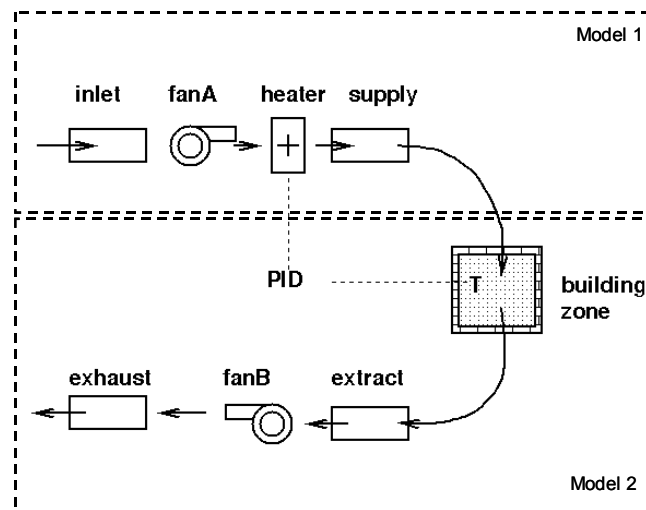 Model 1
inlet fanA heater supply
PID
T
building
zone
exhaust fanB extract
Model 2